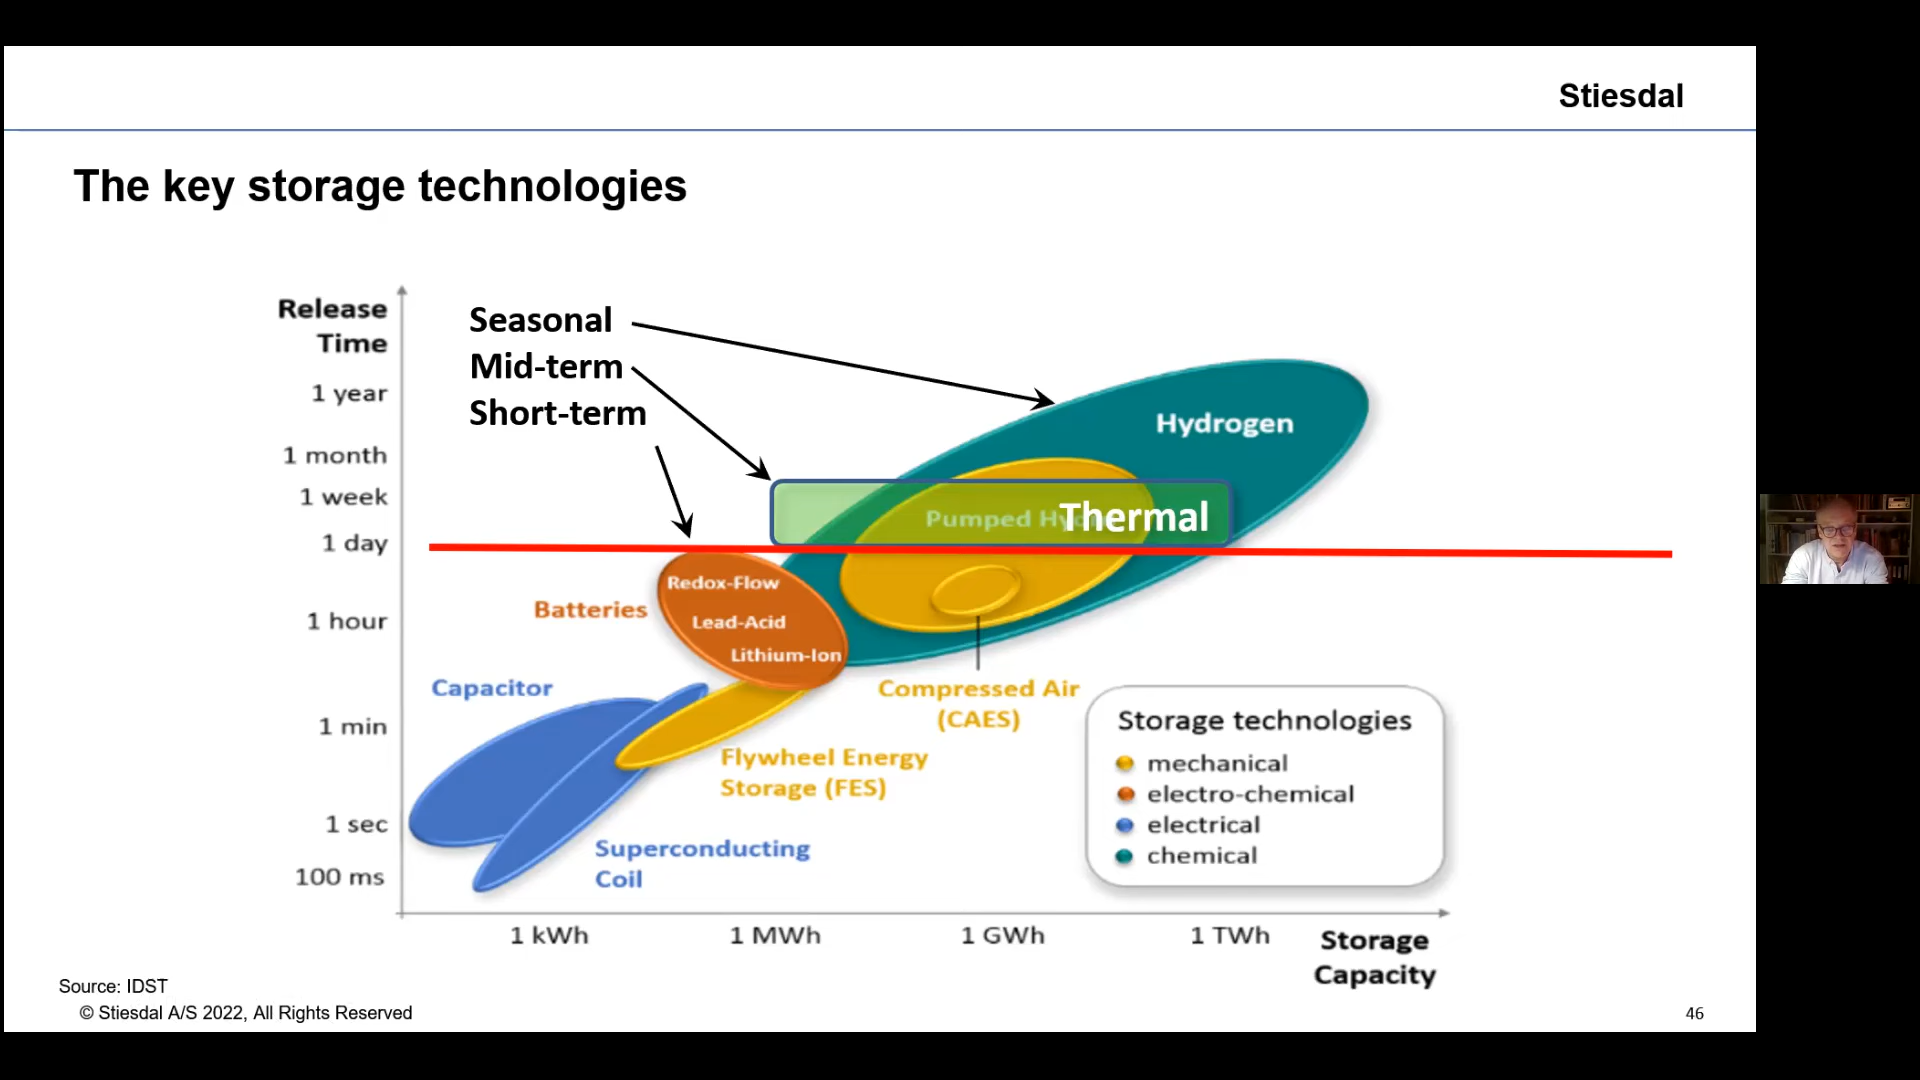 Stiesdal
The key storage technologies
Release
Time
1 year
1 month
1 week
1 day
1 hour
1 min
1 sec
100 ms
Seasonal
Mid-term
Short-term
Hydrogen
Pumped Hy
Thermal
Redox-Flow
Batteries
Lead-Acid
Lithium-Ion
Capacitor
Compressed Air
(CAES)
Flywheel Energy
Storage (FES)
Superconducting
Coil
Storage technologies
mechanical
electro-chemical
electrical
chemical
1 kWh
1 MWh
1 GWh
1 TWh
Storage
Capacity
Source: IDST
© Stiesdal A/S 2022, All Rights Reserved
46